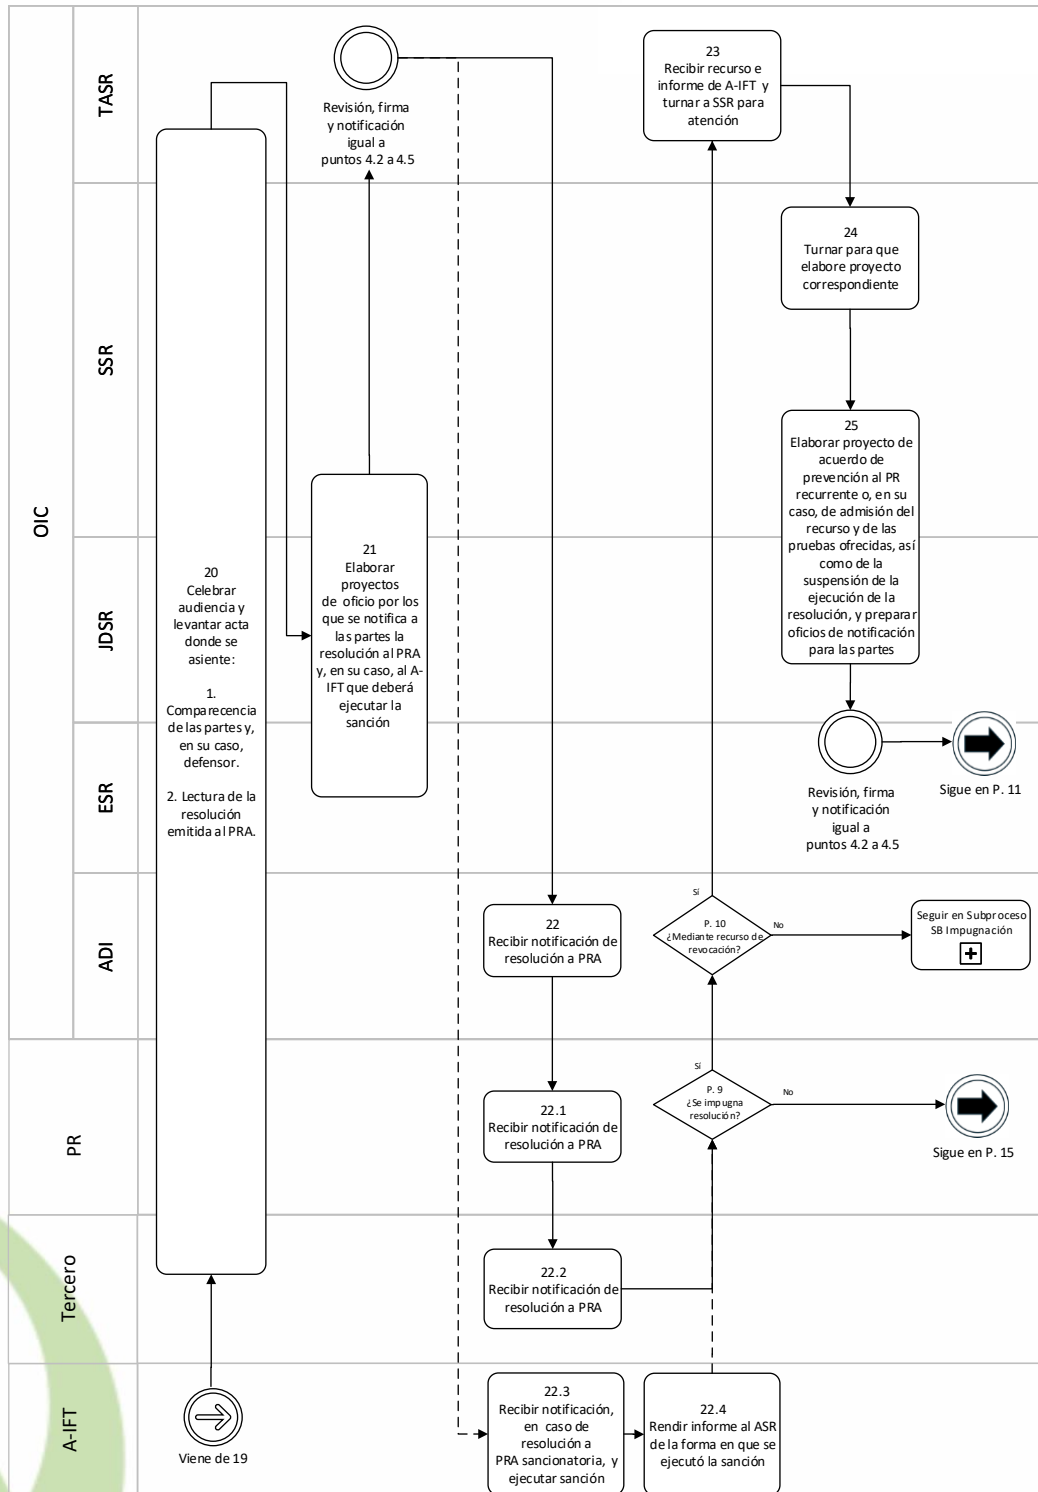 OIC
TASR
SSR
JDSR
ESR
ADI
PR
Tercero
A-IFT
Viene de 19
20
Celebrar
audiencia y
levantar acta
donde se
asiente:
1.
Comparecencia
de las partes y,
en su caso,
defensor.
2. Lectura de la
resolución
emitida al PRA.
21
Elaborar
proyectos
de oficio por los
que se notifica a
las partes la
resolución al PRA
y, en su caso, al A-
IFT que deberá
ejecutar la
sanción
Revisión, firma
y notificación
igual a
puntos 4.2 a 4.5
22
Recibir notificación de
resolución a PRA
22.1
Recibir notificación de
resolución a PRA
22.2
Recibir notificación de
resolución a PRA
22.3
Recibir notificación,
en caso de
resolución a
PRA sancionatoria, y
ejecutar sanción
22.4
Rendir informe al ASR
de la forma en que se
ejecutó la sanción
P. 9
¿Se impugna
resolución?
No
Sigue en P. 15
Sí
P. 10
¿Mediante recurso de
revocación?
No
Seguir en Subproceso
SB Impugnación
Sí
23
Recibir recurso e
informe de A-IFT y
turnar a SSR para
atención
24
Turnar para que
elabore proyecto
correspondiente
25
Elaborar proyecto de
acuerdo de
prevención al PR
recurrente o, en su
caso, de admisión del
recurso y de las
pruebas ofrecidas, así
como de la
suspensión de la
ejecución de la
resolución, y preparar
oficios de notificación
para las partes
Revisión, firma
y notificación
igual a
puntos 4.2 a 4.5
Sigue en P. 11